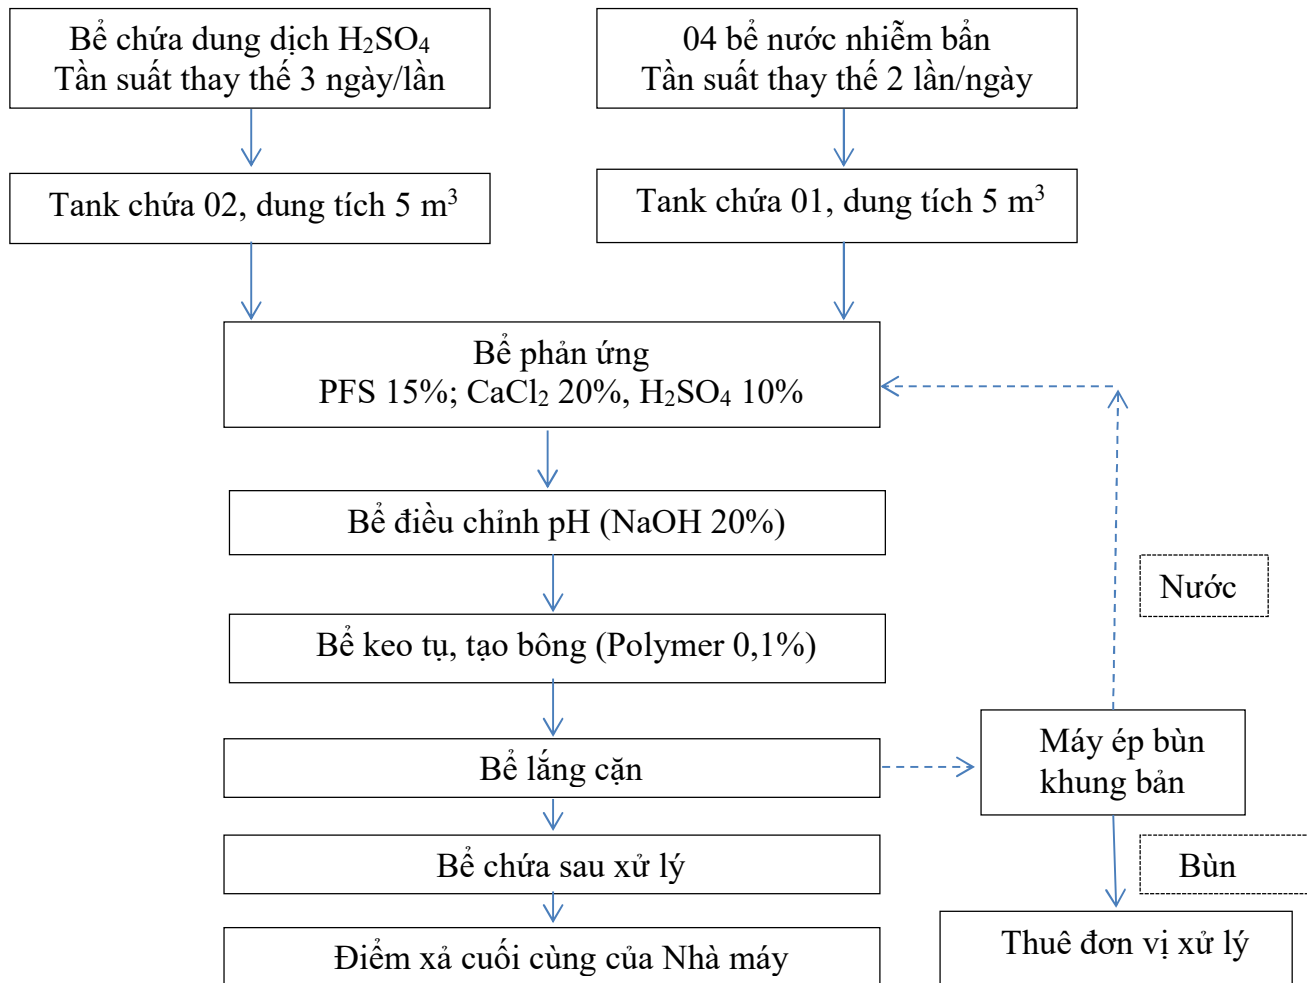 Bể chứa dung dịch H₂SO₄
Tần suất thay thế 3 ngày/lần
04 bể nước nhiễm bẩn
Tần suất thay thế 2 lần/ngày
Tank chứa 02, dung tích 5 m³
Tank chứa 01, dung tích 5 m³
Bể phản ứng
PFS 15%; CaCl₂ 20%, H₂SO₄ 10%
Bể điều chỉnh pH (NaOH 20%)
Nước
Bể keo tụ, tạo bông (Polymer 0,1%)
Máy ép bùn
khung bản
Bể lắng cặn
Bể chứa sau xử lý
Bùn
Điểm xả cuối cùng của Nhà máy
Thuê đơn vị xử lý